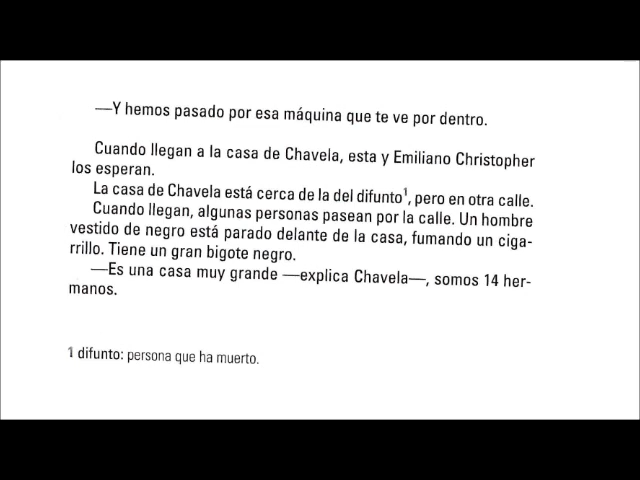 —Y hemos pasado por esa máquina que te ve por dentro.
Cuando llegan a la casa de Chavela, esta y Emiliano Christopher
los esperan.
La casa de Chavela está cerca de la del difunto¹, pero en otra calle.
Cuando llegan, algunas personas pasean por la calle. Un hombre
vestido de negro está parado delante de la casa, fumando un ciga-
rrillo. Tiene un gran bigote negro.
—Es una casa muy grande —explica Chavela—, somos 14 her-
manos.
1 difunto: persona que ha muerto.